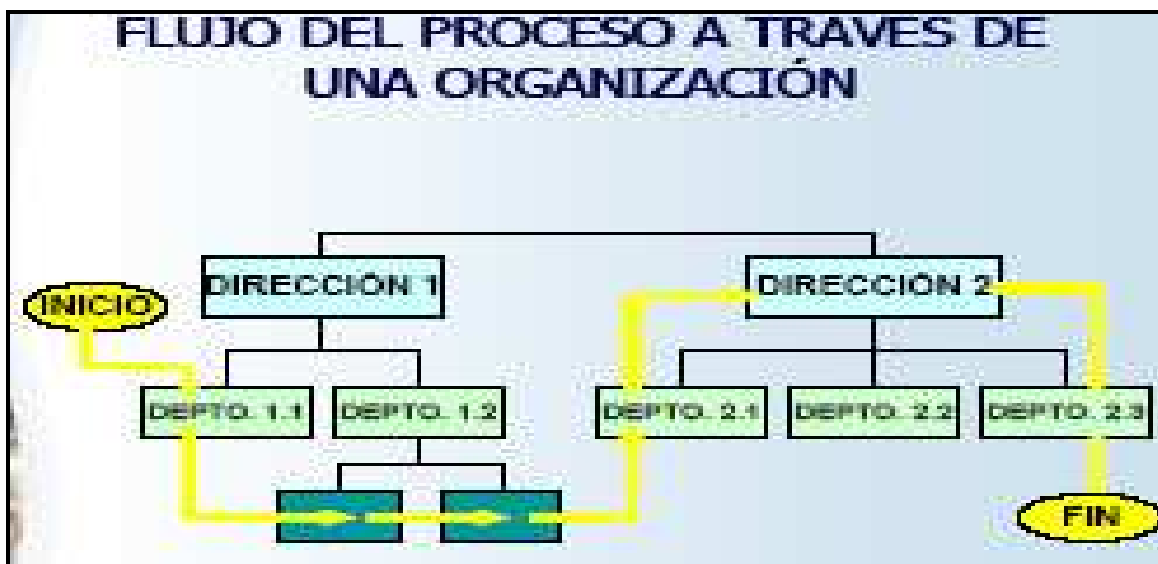 FLUJO DEL PROCESO A TRAVES DE
UNA ORGANIZACIÓN
DIRECCIÓN 1
DIRECCIÓN 2
INICIO
DEPTO. 1.1
DEPTO. 1.2
DEPTO. 2.1
DEPTO. 2.2
DEPTO. 2.3
FIN